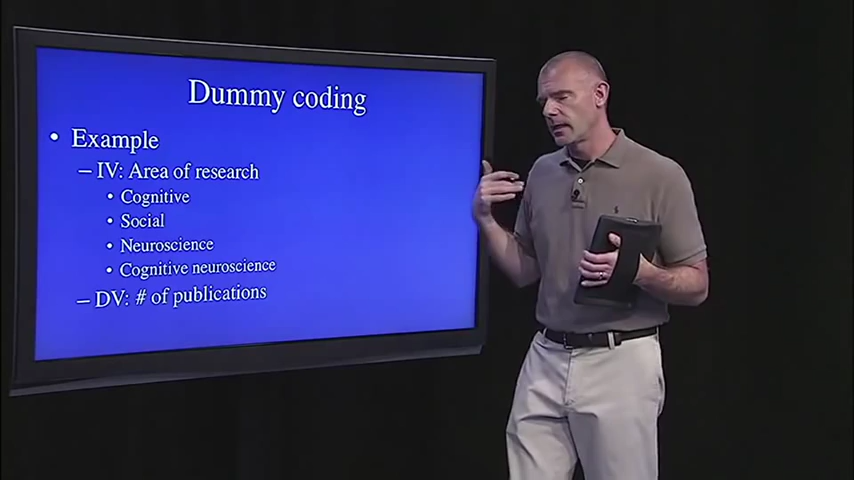 Dummy coding
• Example
– IV: Area of research
• Cognitive
• Social
• Neuroscience
• Cognitive neuroscience
– DV: # of publications